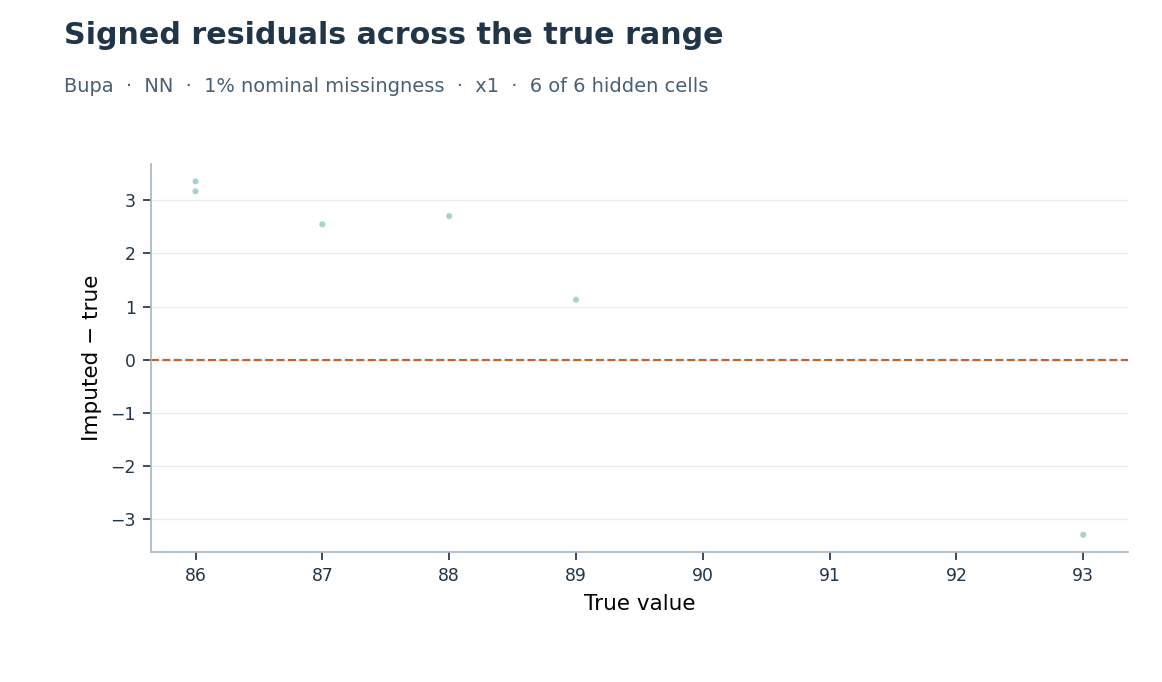 Signed residuals across the true range
Bupa · NN · 1% nominal missingness · x1 · 6 of 6 hidden cells
Imputed − true
3
2
1
0
−1
−2
−3
86 87 88 89 90 91 92 93
True value